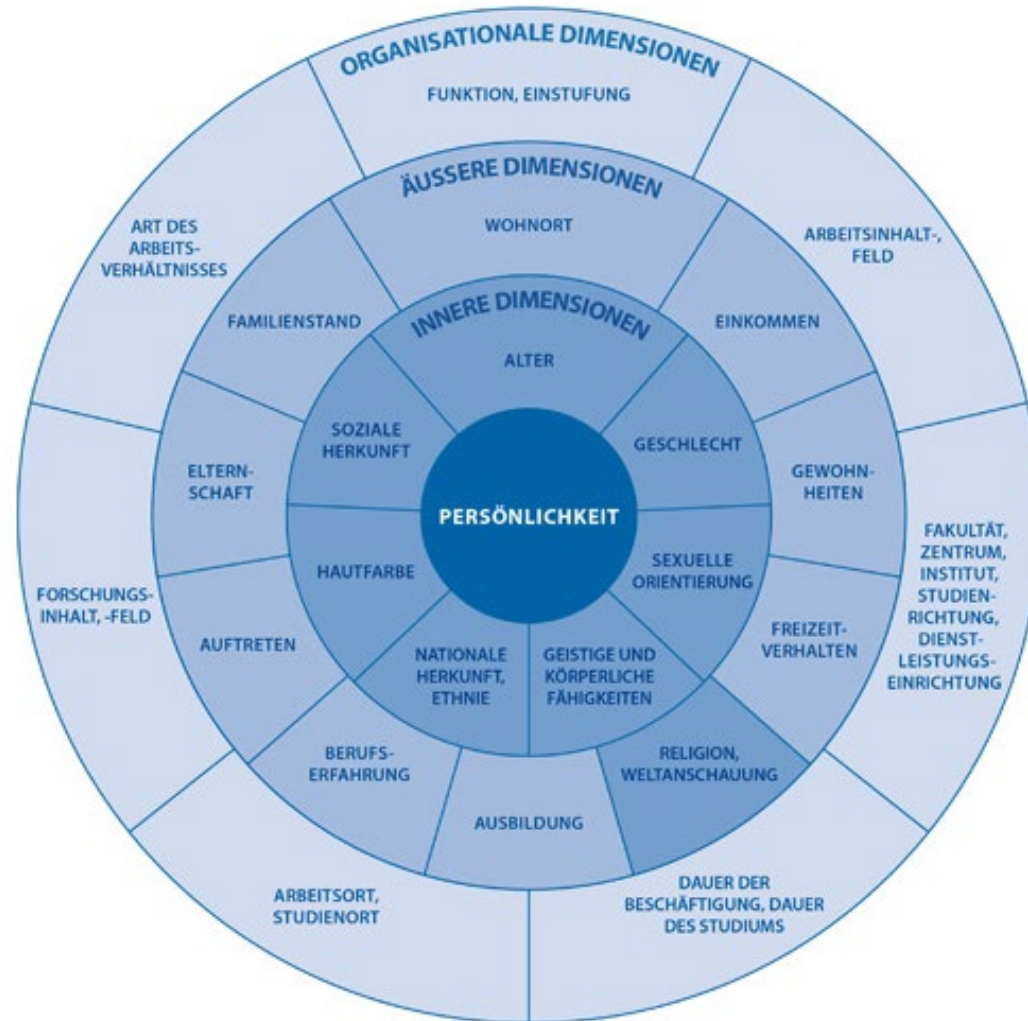 ORGANISATIONALE DIMENSIONEN
FUNKTION, EINSTUFUNG
ARBEITSINHALT-,
FELD
FAKULTÄT,
ZENTRUM,
INSTITUT,
STUDIEN-
RICHTUNG,
DIENST-
LEISTUNGS-
EINRICHTUNG
DAUER DER
BESCHÄFTIGUNG, DAUER
DES STUDIUMS
ARBEITSORT,
STUDIENORT
FORSCHUNGS-
INHALT, -FELD
ART DES
ARBEITS-
VERHÄLTNISSES
ÄUSSERE DIMENSIONEN
WOHNORT
EINKOMMEN
GEWOHN-
HEITEN
FREIZEIT-
VERHALTEN
RELIGION,
WELTANSCHAUUNG
AUSBILDUNG
BERUFS-
ERFAHRUNG
AUFTRETEN
ELTERN-
SCHAFT
FAMILIENSTAND
INNERE DIMENSIONEN
ALTER
GESCHLECHT
SEXUELLE
ORIENTIERUNG
GEISTIGE UND
KÖRPERLICHE
FÄHIGKEITEN
NATIONALE
HERKUNFT,
ETHNIE
HAUTFARBE
SOZIALE
HERKUNFT
PERSÖNLICHKEIT